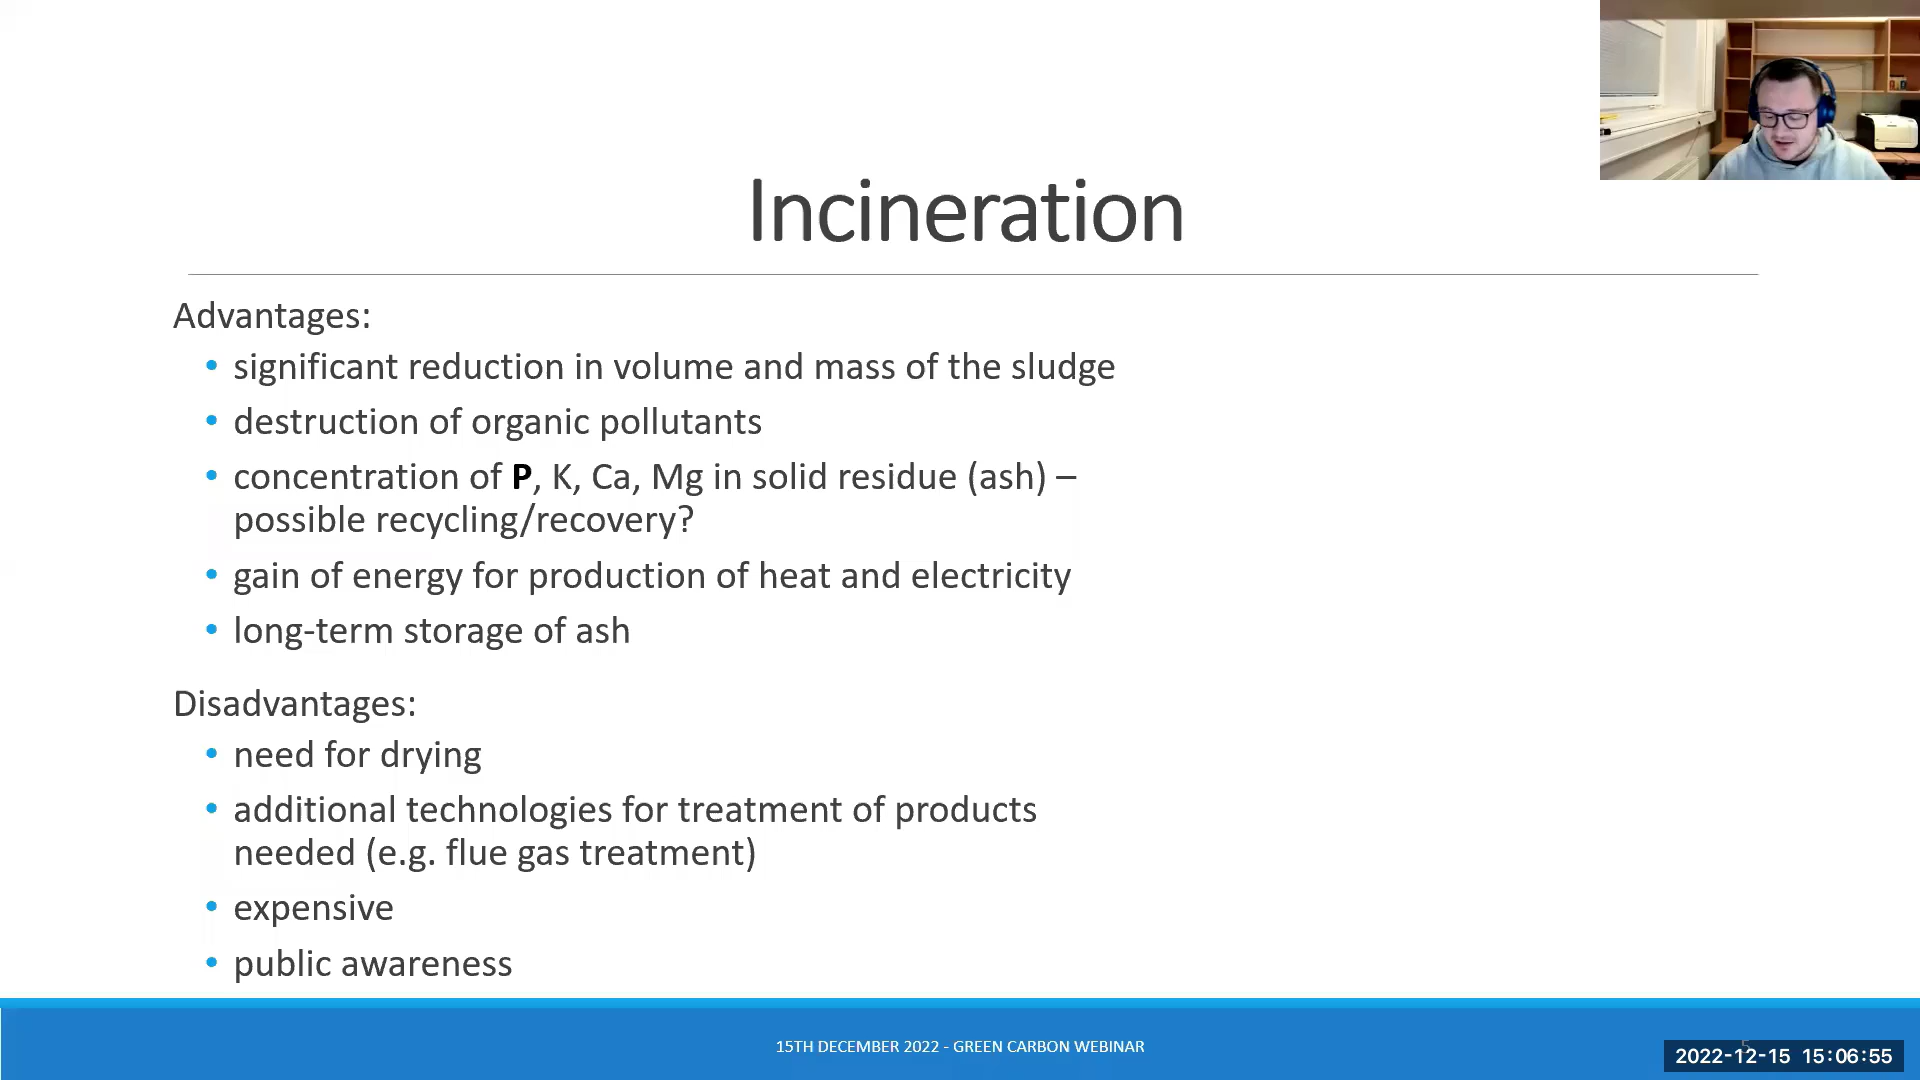 Incineration
Advantages:
• significant reduction in volume and mass of the sludge
• destruction of organic pollutants
• concentration of P, K, Ca, Mg in solid residue (ash) –
possible recycling/recovery?
• gain of energy for production of heat and electricity
• long-term storage of ash
Disadvantages:
• need for drying
• additional technologies for treatment of products
needed (e.g. flue gas treatment)
• expensive
• public awareness
15TH DECEMBER 2022 - GREEN CARBON WEBINAR
5
2022-12-15 15:06:55